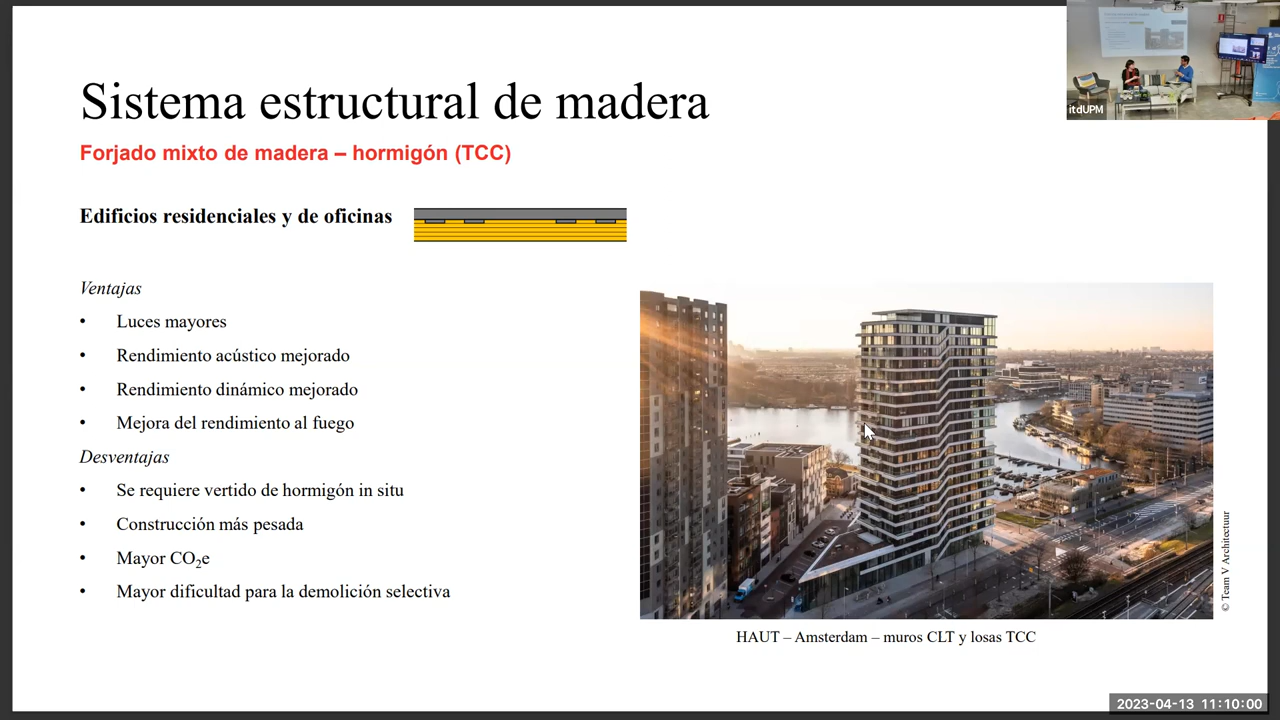 Sistema estructural de madera
Forjado mixto de madera – hormigón (TCC)
Edificios residenciales y de oficinas
Ventajas
• Luces mayores
• Rendimiento acústico mejorado
• Rendimiento dinámico mejorado
• Mejora del rendimiento al fuego
Desventajas
• Se requiere vertido de hormigón in situ
• Construcción más pesada
• Mayor CO₂e
• Mayor dificultad para la demolición selectiva
© Team V Architectuur
HAUT – Amsterdam – muros CLT y losas TCC
itdUPM
2023-04-13 11:10:00